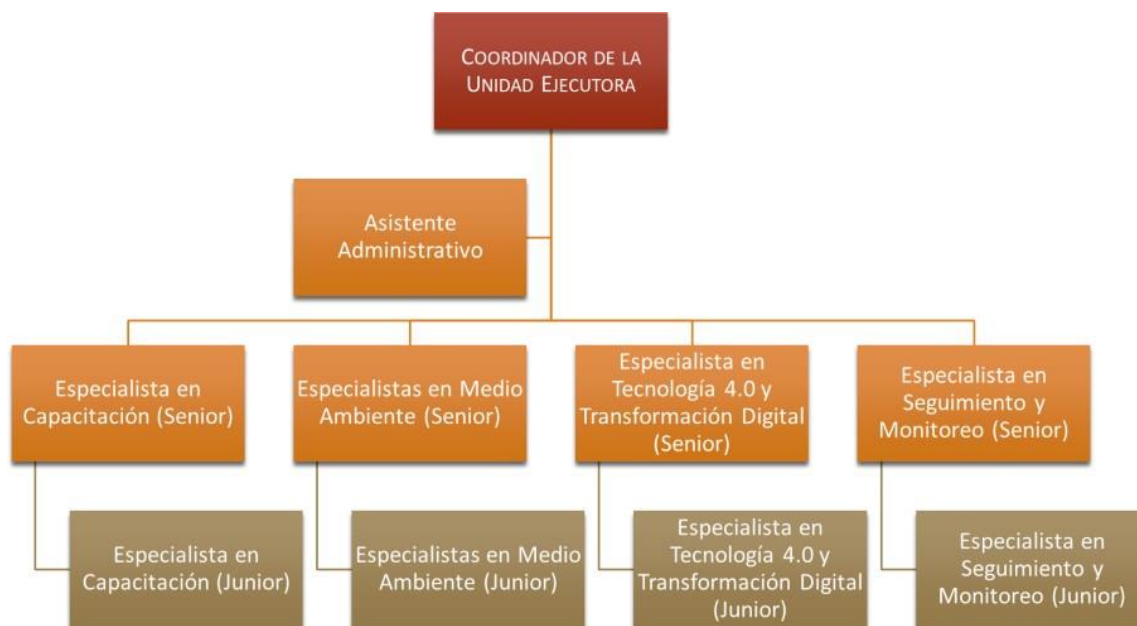 COORDINADOR DE LA
UNIDAD EJECUTORA
Asistente
Administrativo
Especialista en
Capacitación (Senior)
Especialistas en Medio
Ambiente (Senior)
Especialista en
Tecnología 4.0 y
Transformación Digital
(Senior)
Especialista en
Seguimiento y
Monitoreo (Senior)
Especialista en
Capacitación (Junior)
Especialistas en Medio
Ambiente (Junior)
Especialista en
Tecnología 4.0 y
Transformación Digital
(Junior)
Especialista en
Seguimiento y
Monitoreo (Junior)